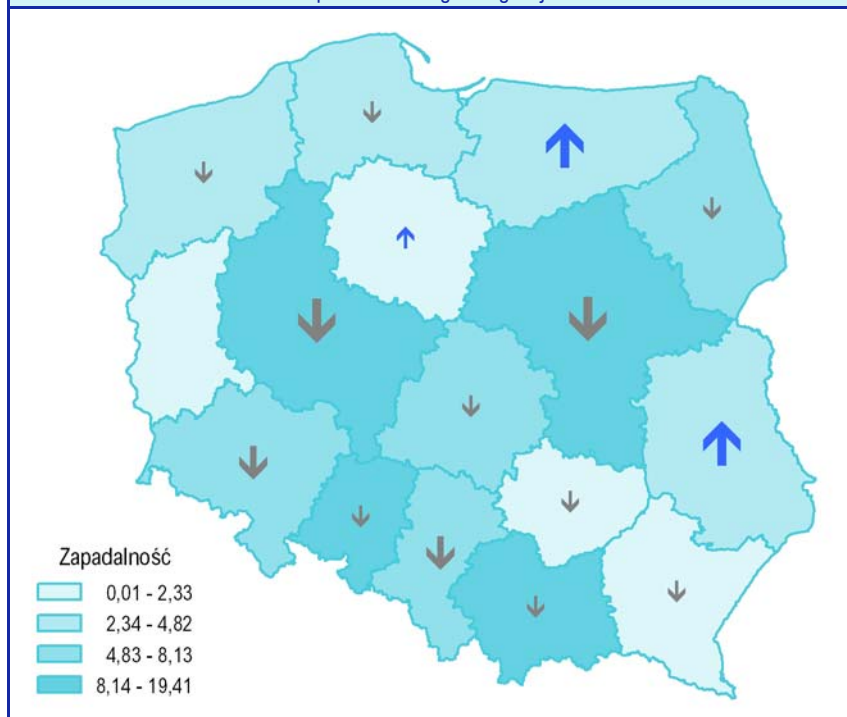 Zapadalność
0,01 - 2,33
2,34 - 4,82
4,83 - 8,13
8,14 - 19,41